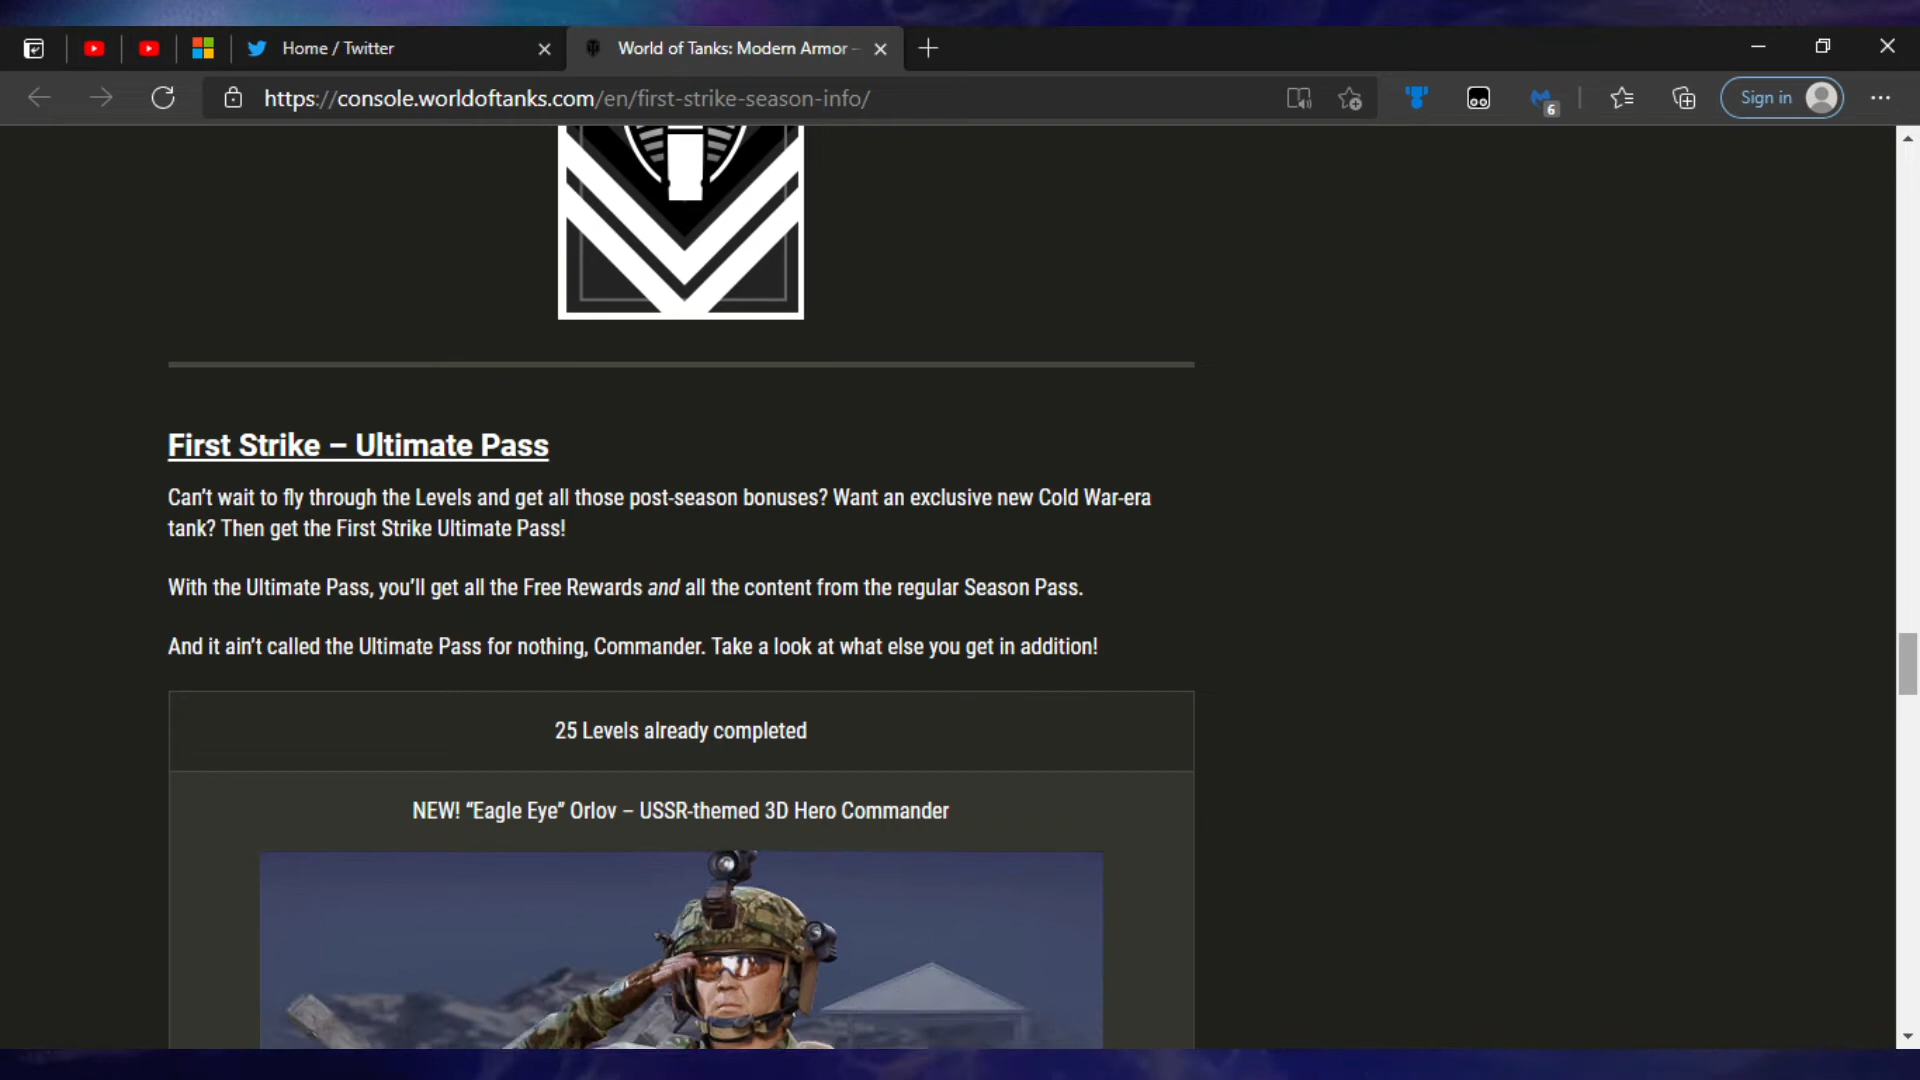 Home / Twitter
World of Tanks: Modern Armor –
https://console.worldoftanks.com/en/first-strike-season-info/
6
Sign in
First Strike – Ultimate Pass
Can't wait to fly through the Levels and get all those post-season bonuses? Want an exclusive new Cold War-era
tank? Then get the First Strike Ultimate Pass!
With the Ultimate Pass, you'll get all the Free Rewards and all the content from the regular Season Pass.
And it ain't called the Ultimate Pass for nothing, Commander. Take a look at what else you get in addition!
25 Levels already completed
NEW! “Eagle Eye” Orlov – USSR-themed 3D Hero Commander